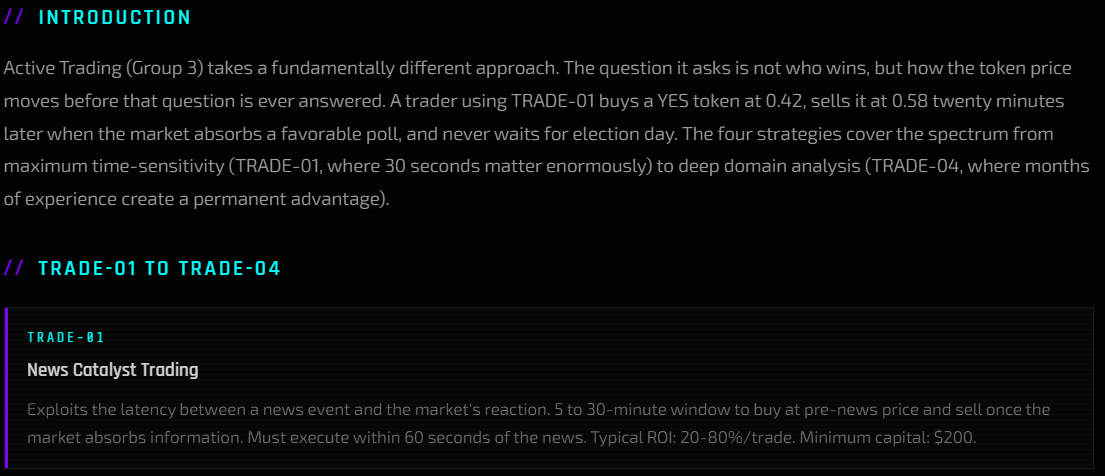 // INTRODUCTION
Active Trading (Group 3) takes a fundamentally different approach. The question it asks is not who wins, but how the token price
moves before that question is ever answered. A trader using TRADE-01 buys a YES token at 0.42, sells it at 0.58 twenty minutes
later when the market absorbs a favorable poll, and never waits for election day. The four strategies cover the spectrum from
maximum time-sensitivity (TRADE-01, where 30 seconds matter enormously) to deep domain analysis (TRADE-04, where months
of experience create a permanent advantage).
// TRADE-01 TO TRADE-04
TRADE-01
News Catalyst Trading
Exploits the latency between a news event and the market's reaction. 5 to 30-minute window to buy at pre-news price and sell once the
market absorbs information. Must execute within 60 seconds of the news. Typical ROI: 20-80%/trade. Minimum capital: $200.